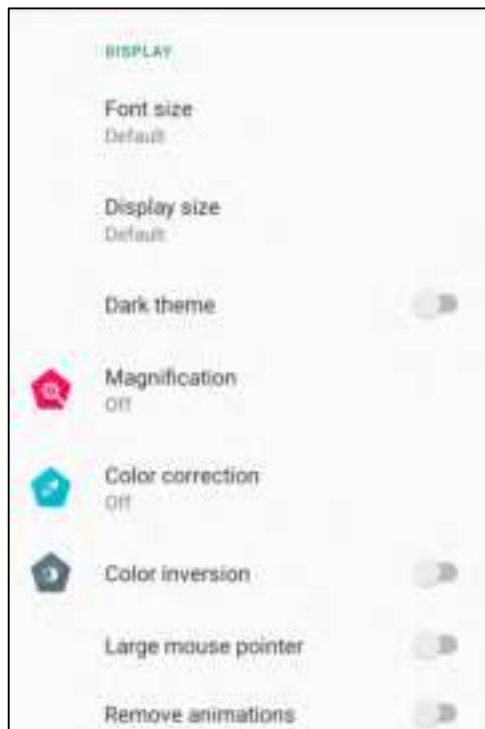 DISPLAY
Font size
Default
Display size
Default
Dark theme
Magnification
Off
Color correction
Off
Color inversion
Large mouse pointer
Remove animations